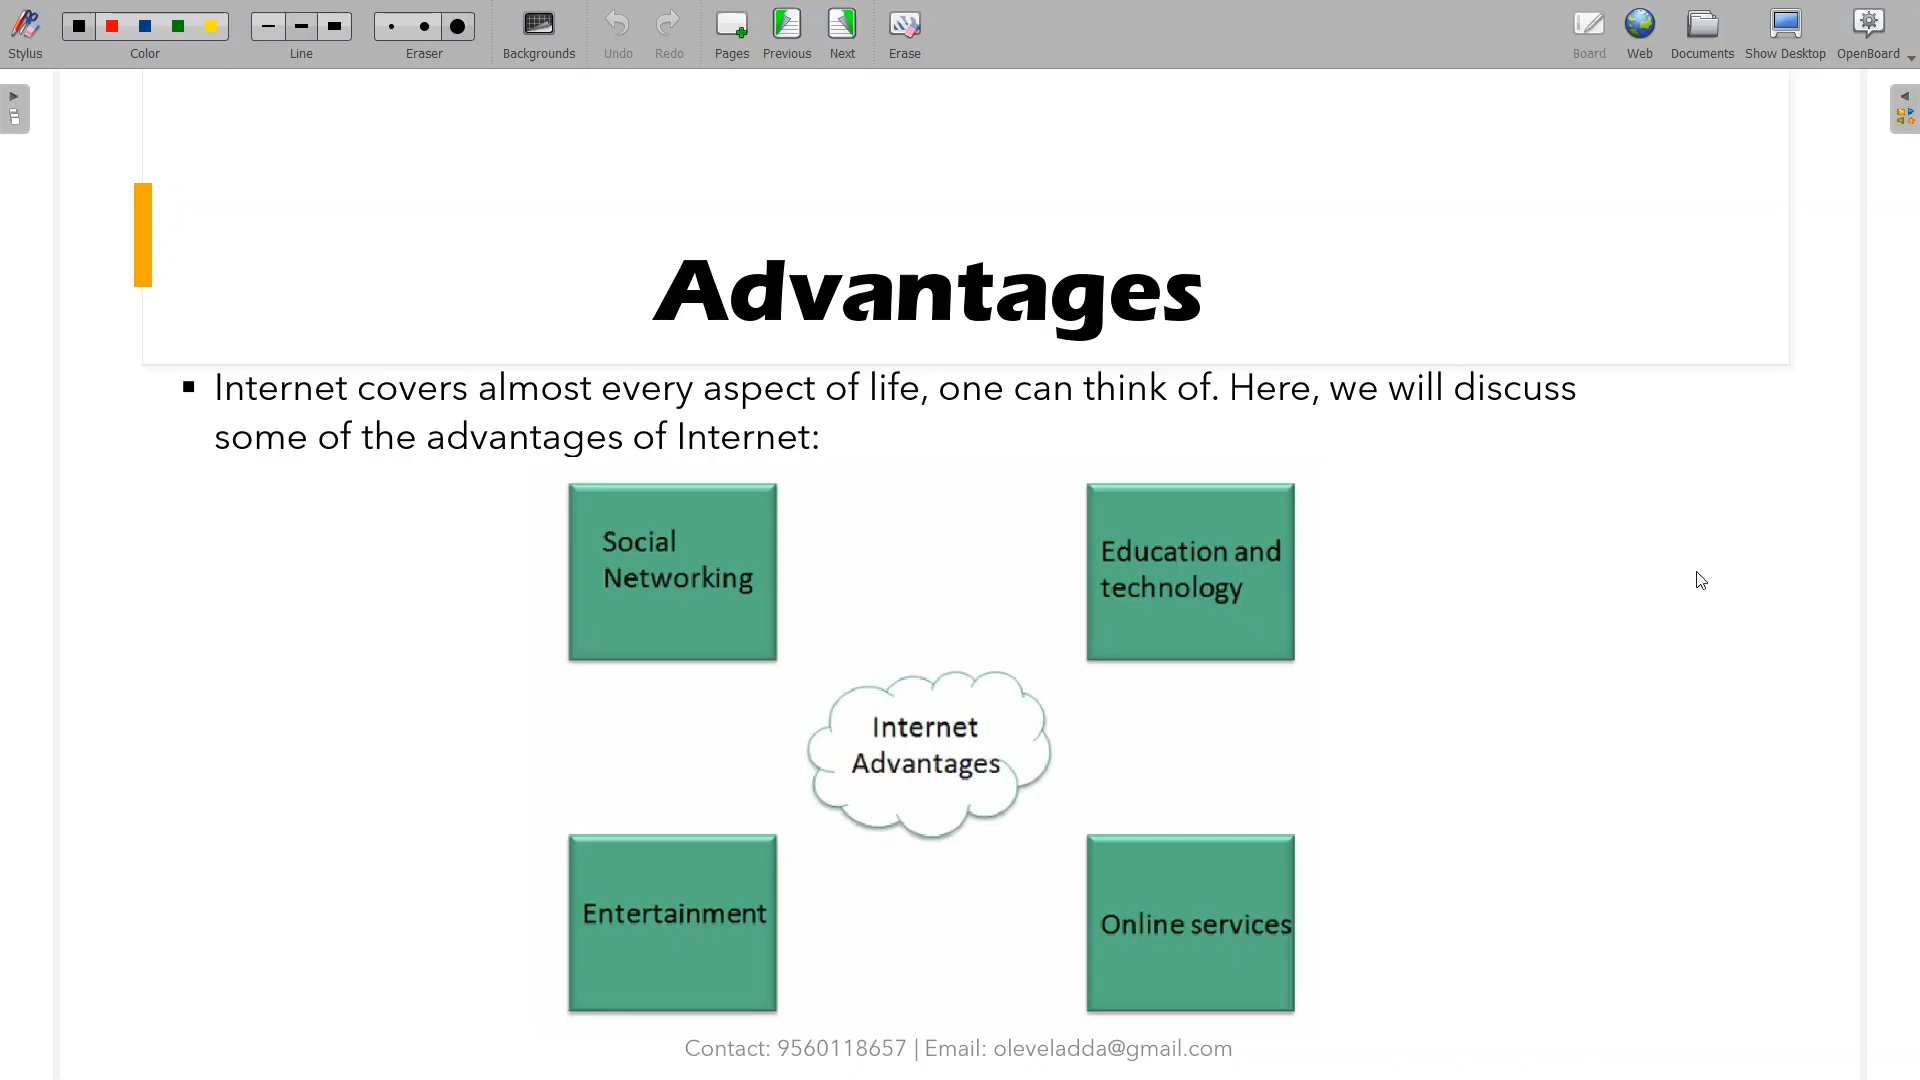 Stylus
Color
Line
Eraser
Backgrounds
Undo
Redo
Pages
Previous
Next
Erase
Board
Web
Documents
Show Desktop
OpenBoard
Advantages
Internet covers almost every aspect of life, one can think of. Here, we will discuss
some of the advantages of Internet:
Social
Networking
Education and
technology
Internet
Advantages
Entertainment
Online services
Contact: 9560118657 | Email: oleveladda@gmail.com